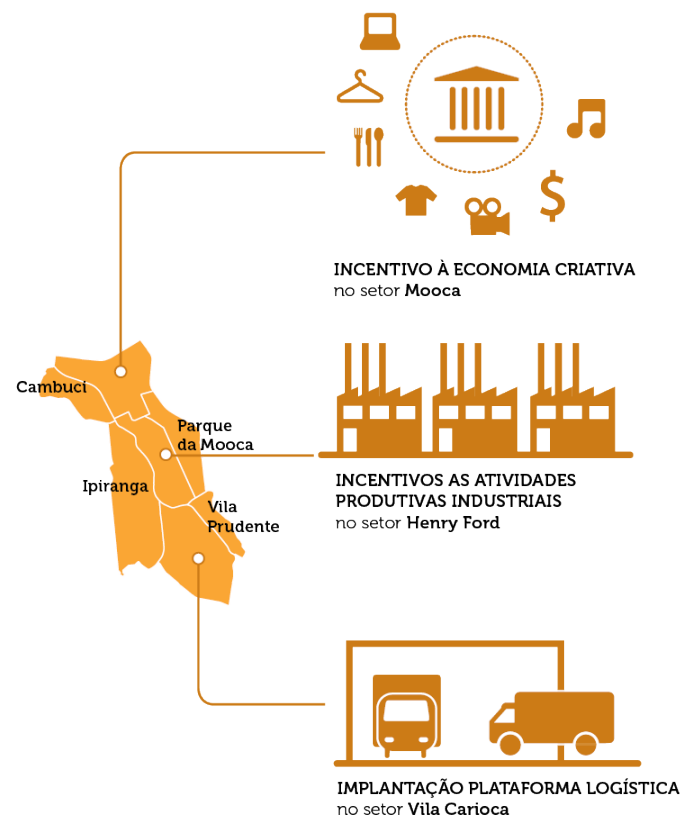 INCENTIVO À ECONOMIA CRIATIVA
no setor Mooca
Cambuci
Parque
da Mooca
Ipiranga
Vila
Prudente
INCENTIVOS AS ATIVIDADES
PRODUTIVAS INDUSTRIAIS
no setor Henry Ford
IMPLANTAÇÃO PLATAFORMA LOGÍSTICA
no setor Vila Carioca